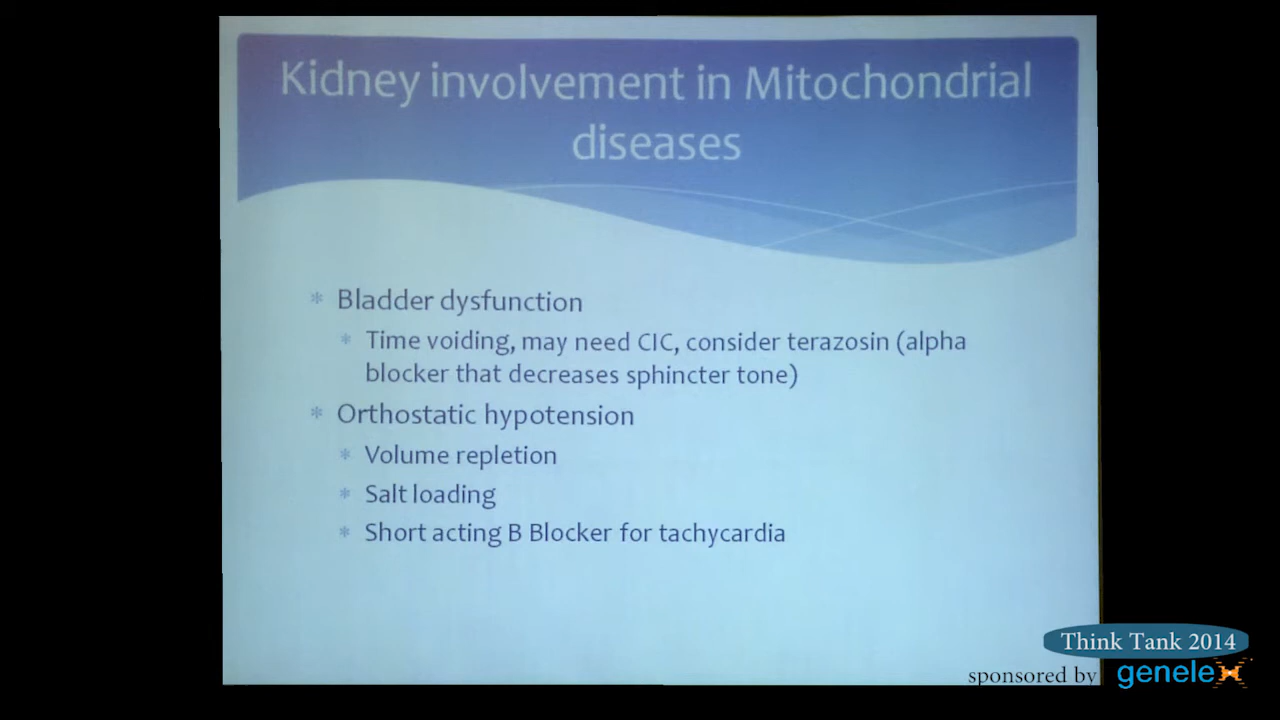 Kidney involvement in Mitochondrial
diseases
* Bladder dysfunction
* Time voiding, may need CIC, consider terazosin (alpha
blocker that decreases sphincter tone)
* Orthostatic hypotension
* Volume repletion
* Salt loading
* Short acting B Blocker for tachycardia
Think Tank 2014
sponsored by genelex